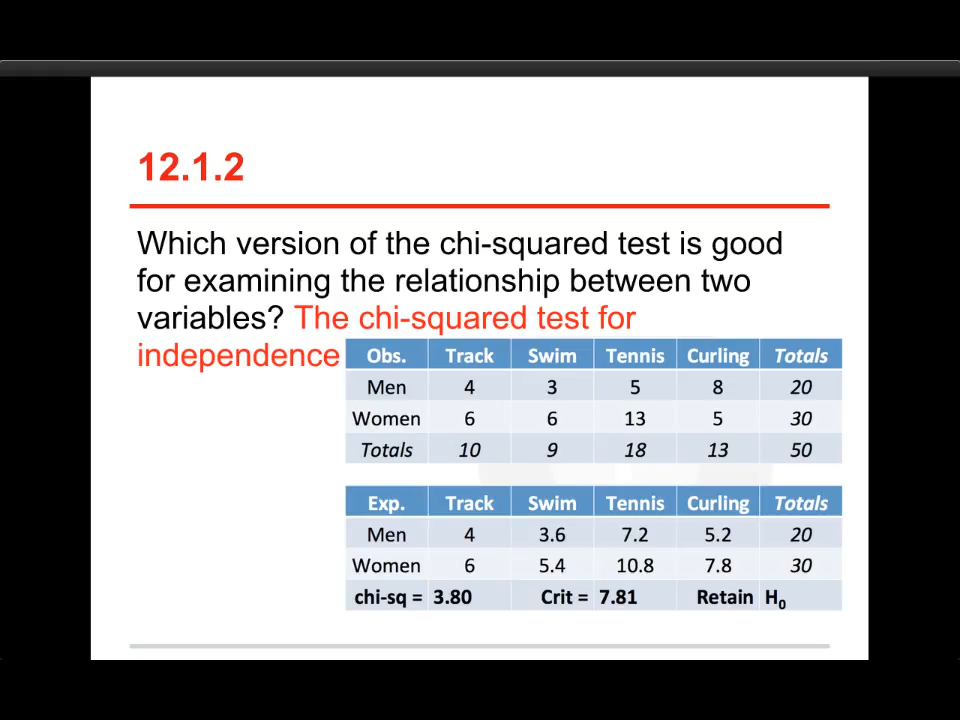 12.1.2
Which version of the chi-squared test is good
for examining the relationship between two
variables? The chi-squared test for
independence
Obs. Track Swim Tennis Curling Totals
Men 4 3 5 8 20
Women 6 6 13 5 30
Totals 10 9 18 13 50
Exp. Track Swim Tennis Curling Totals
Men 4 3.6 7.2 5.2 20
Women 6 5.4 10.8 7.8 30
chi-sq = 3.80 Crit = 7.81 Retain H₀